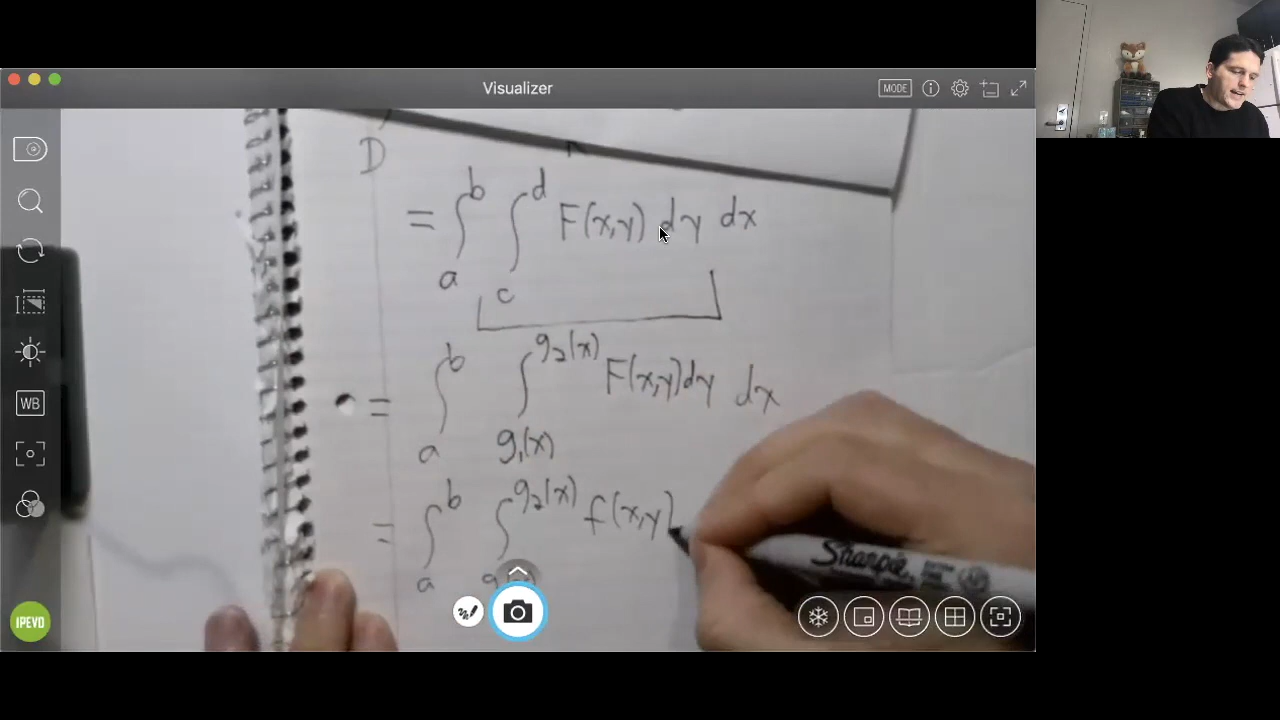 Visualizer
MODE
D
= ∫_a^b ∫_c^d F(x,y) dy dx
= ∫_a^b ∫_{g₁(x)}^{g₂(x)} F(x,y)dy dx
WB
= ∫_a^b ∫^{g₂(x)} f(x,y)
Sharpie
IPEVO